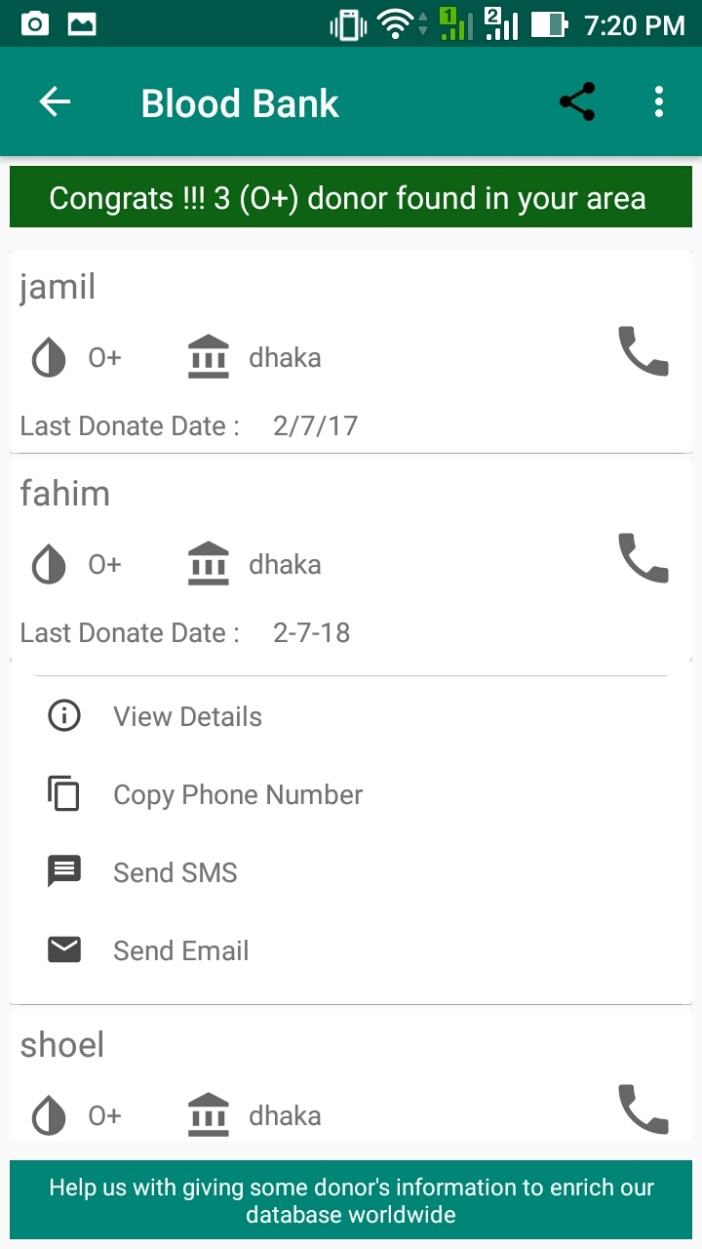 1 2 7:20 PM
Blood Bank
Congrats !!! 3 (O+) donor found in your area
jamil
O+ dhaka
Last Donate Date : 2/7/17
fahim
O+ dhaka
Last Donate Date : 2-7-18
View Details
Copy Phone Number
Send SMS
Send Email
shoel
O+ dhaka
Help us with giving some donor's information to enrich our
database worldwide